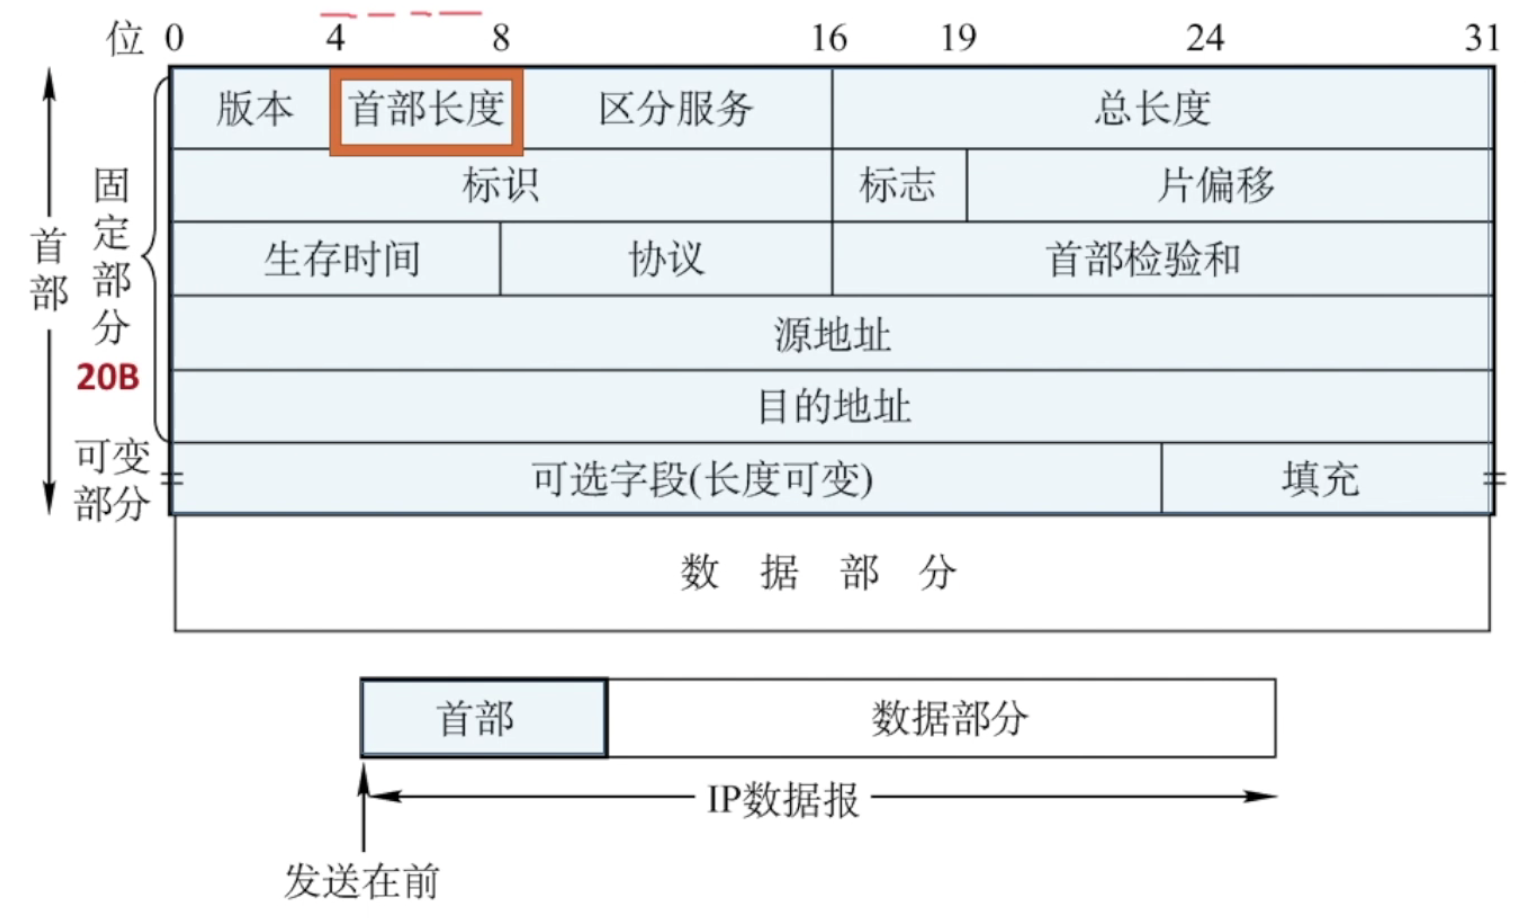 位 0 4 8 16 19 24 31
版本 首部长度 区分服务 总长度
标识 标志 片偏移
生存时间 协议 首部检验和
源地址
目的地址
可选字段(长度可变) 填充
数 据 部 分
首部
固定部分
20B
可变
部分
首部 数据部分
IP数据报
发送在前